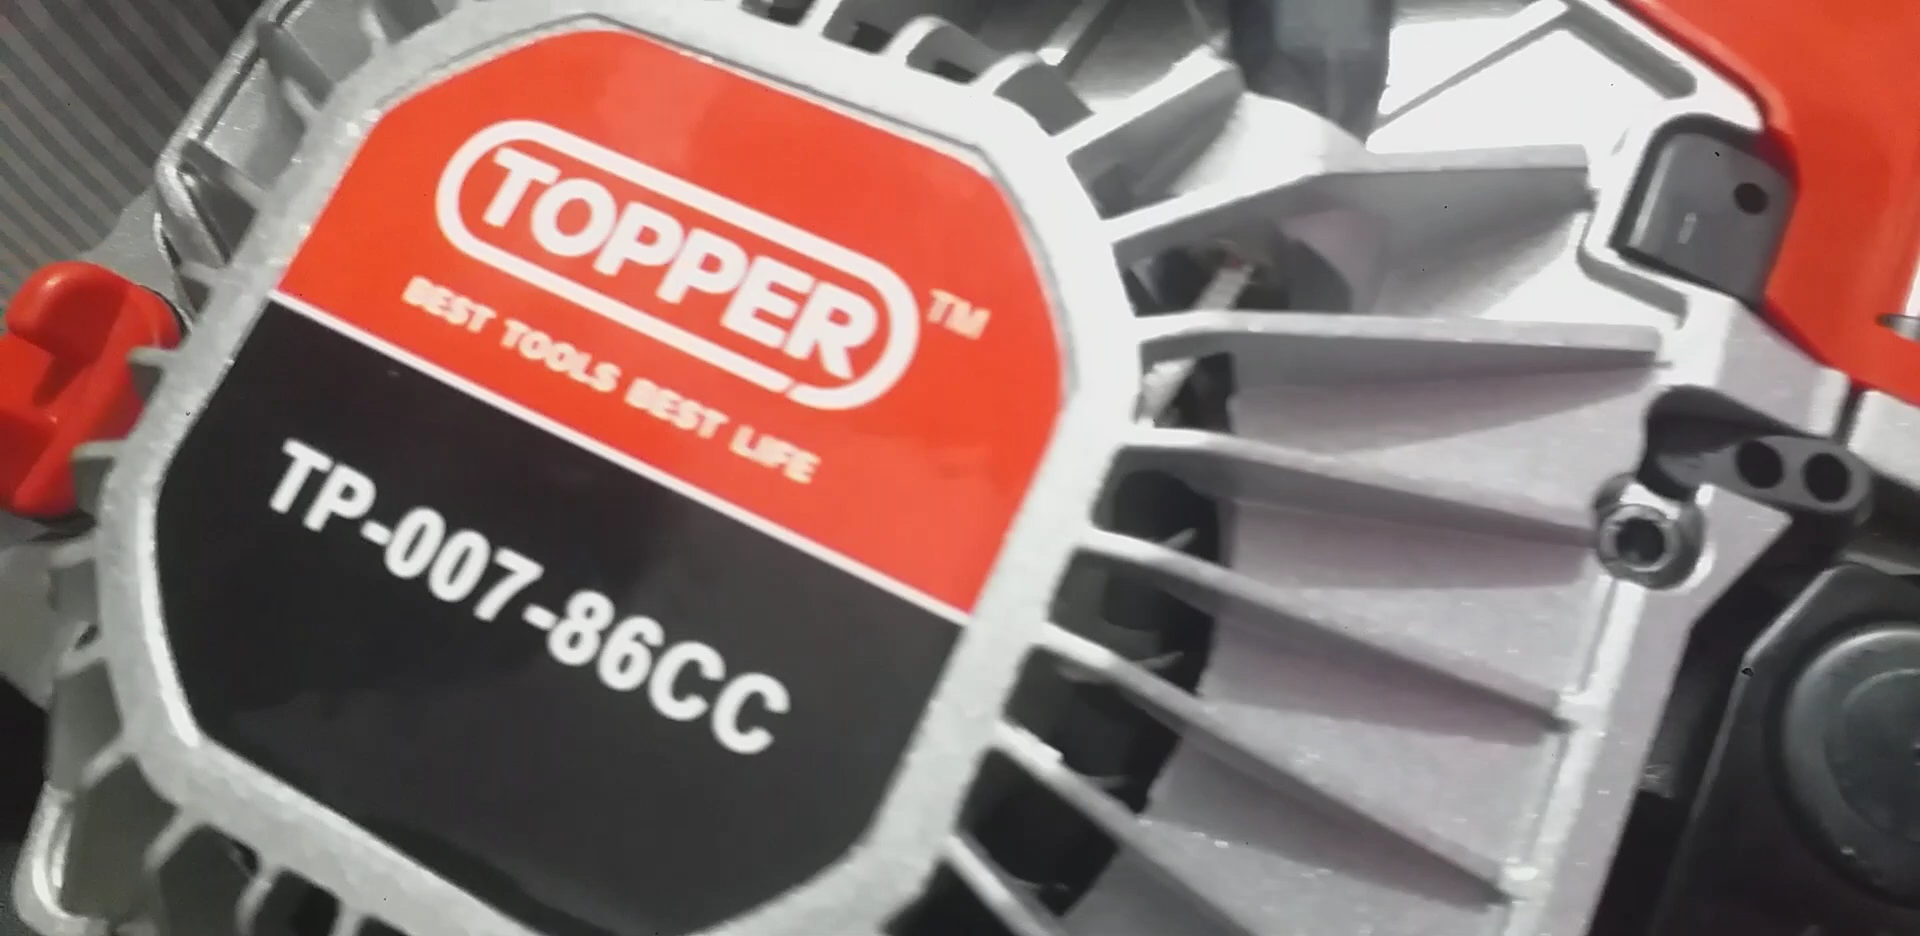 TOPPER™
BEST TOOLS BEST LIFE
TP-007-86CC